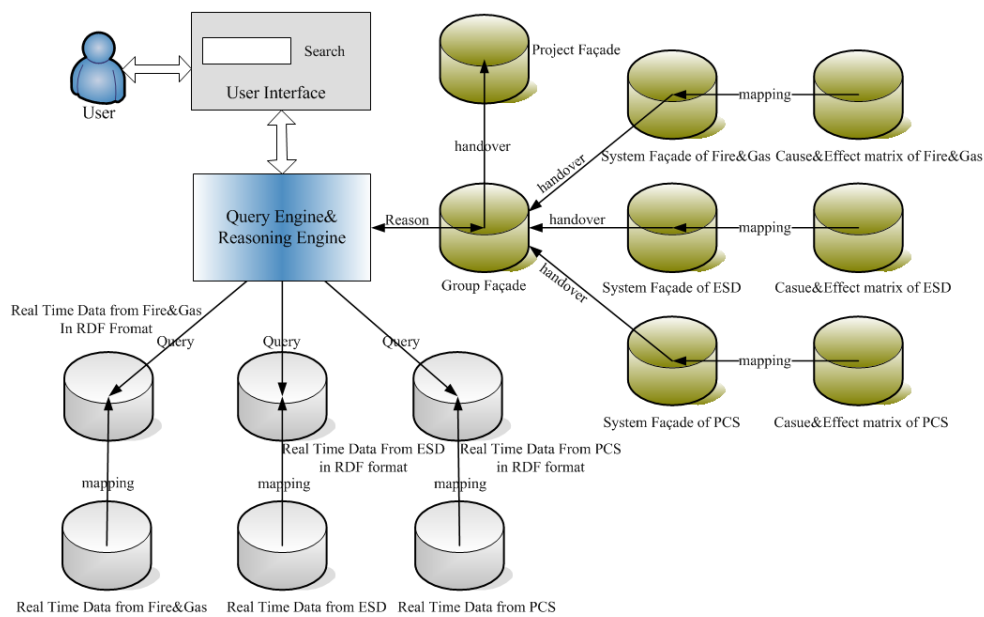 Search
User Interface
User
Project Façade
handover
mapping
System Façade of Fire&Gas
Cause&Effect matrix of Fire&Gas
handover
Query Engine&
Reasoning Engine
Reason
Group Façade
handover
mapping
System Façade of ESD
Casue&Effect matrix of ESD
handover
mapping
System Façade of PCS
Casue&Effect matrix of PCS
Real Time Data from Fire&Gas
In RDF Fromat
Query
Query
Query
Real Time Data From ESD
in RDF format
Real Time Data From PCS
in RDF format
mapping
mapping
mapping
Real Time Data from Fire&Gas
Real Time Data from ESD
Real Time Data from PCS